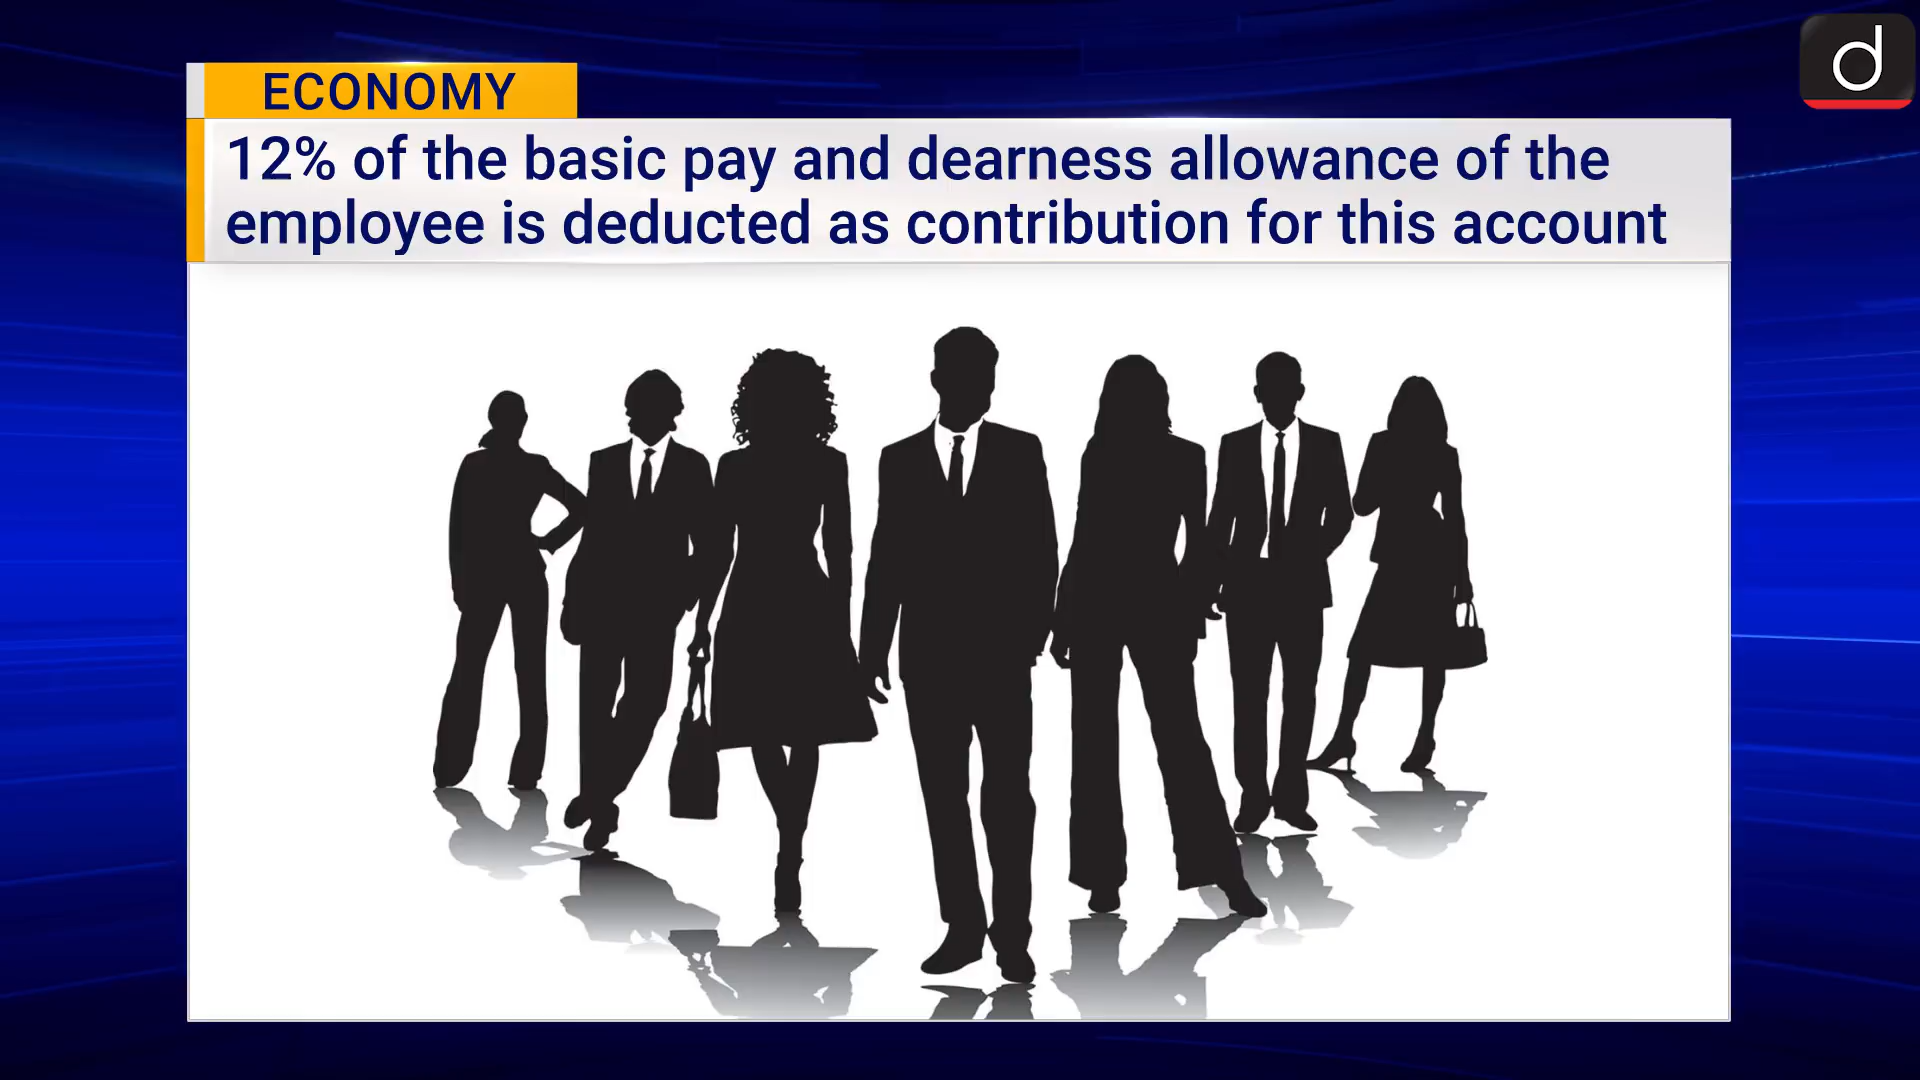 d
ECONOMY
12% of the basic pay and dearness allowance of the
employee is deducted as contribution for this account